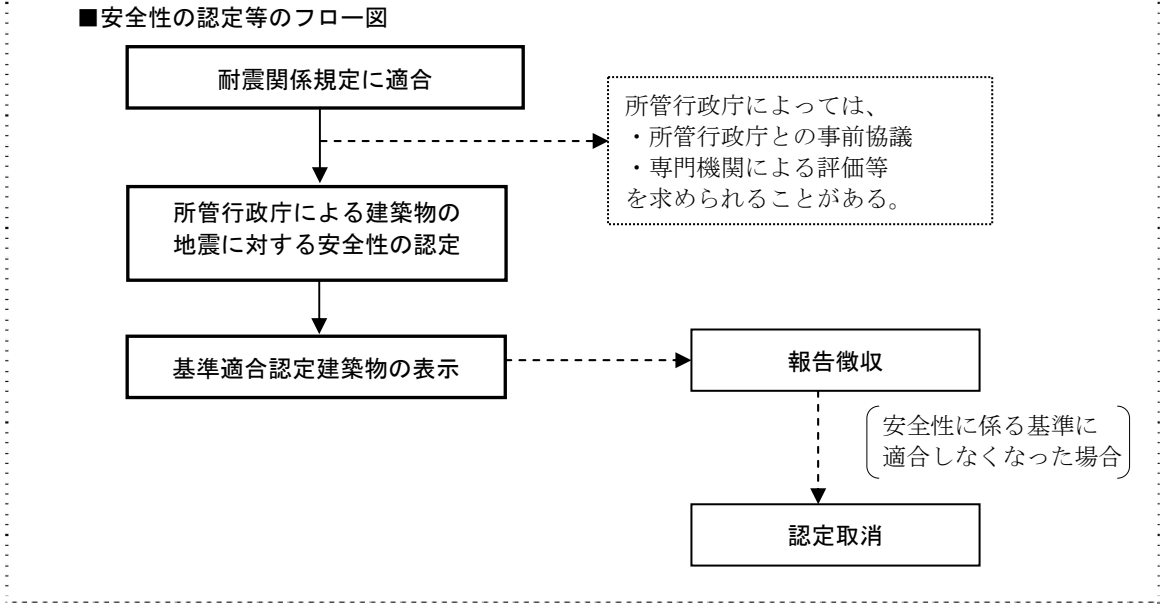 ■安全性の認定等のフロー図
耐震関係規定に適合
所管行政庁によっては、
・所管行政庁との事前協議
・専門機関による評価等
を求められることがある。
所管行政庁による建築物の
地震に対する安全性の認定
基準適合認定建築物の表示
報告徴収
安全性に係る基準に
適合しなくなった場合
認定取消